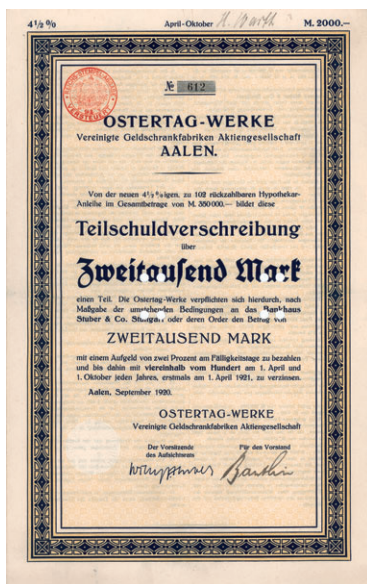 4½ %
April-Oktober
M. 2000.—
№ 612
OSTERTAG-WERKE
Vereinigte Geldschrankfabriken Aktiengesellschaft
AALEN.
Von der neuen 4½ %igen, zu 102 rückzahlbaren Hypothekar-
Anleihe im Gesamtbetrage von M. 350000.— bildet diese
Teilschuldverschreibung
über
Zweitausend Mark
einen Teil. Die Ostertag-Werke verpflichten sich hierdurch, nach
Maßgabe der umstehenden Bedingungen an das Bankhaus
Stuber & Co. Stuttgart oder deren Order den Betrag von
ZWEITAUSEND MARK
mit einem Aufgeld von zwei Prozent am Fälligkeitstage zu bezahlen
und bis dahin mit viereinhalb vom Hundert am 1. April und
1. Oktober jeden Jahres, erstmals am 1. April 1921, zu verzinsen.
Aalen, September 1920.
OSTERTAG-WERKE
Vereinigte Geldschrankfabriken Aktiengesellschaft
Der Vorsitzende
des Aufsichtsrats
Für den Vorstand